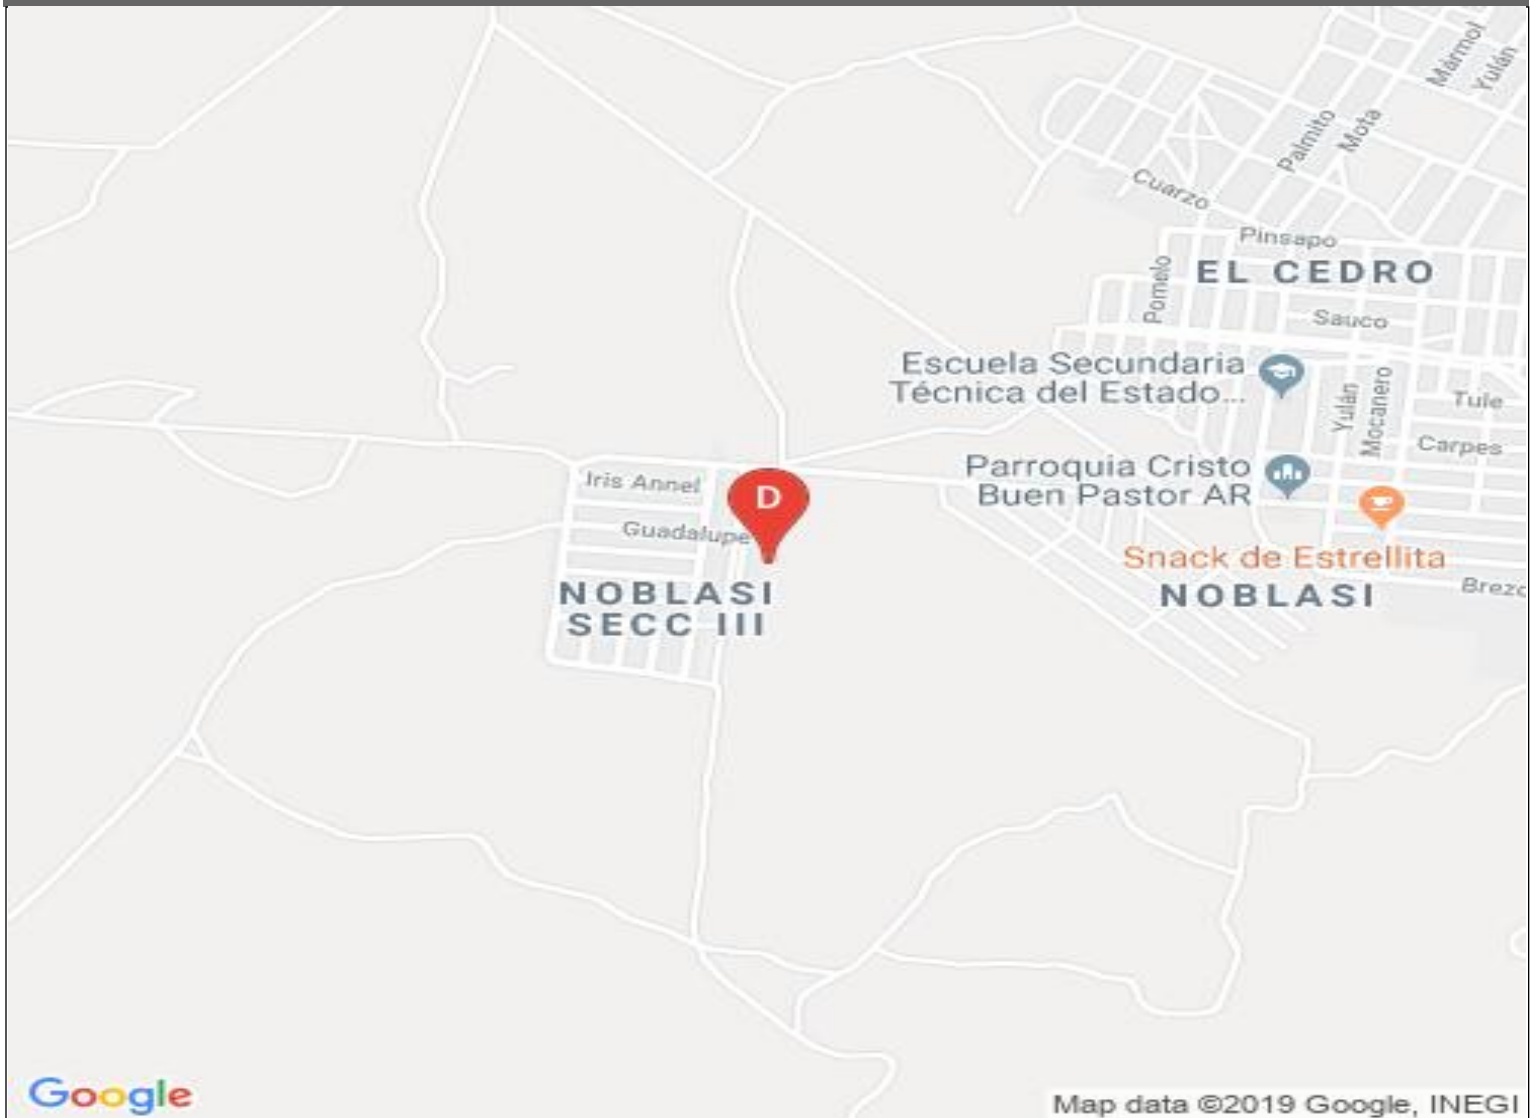 Mármol
Yulán
Palmito
Mota
Cuarzo
Pinsapo
Pomelo
EL CEDRO
Sauco
Escuela Secundaria
Técnica del Estado...
Yulán
Mocanero
Tule
Carpes
Parroquia Cristo
Buen Pastor AR
Iris Annel
D
Guadalupe
Snack de Estrellita
NOBLASI
Brezo
NOBLASI
SECC III
Google
Map data ©2019 Google, INEGI